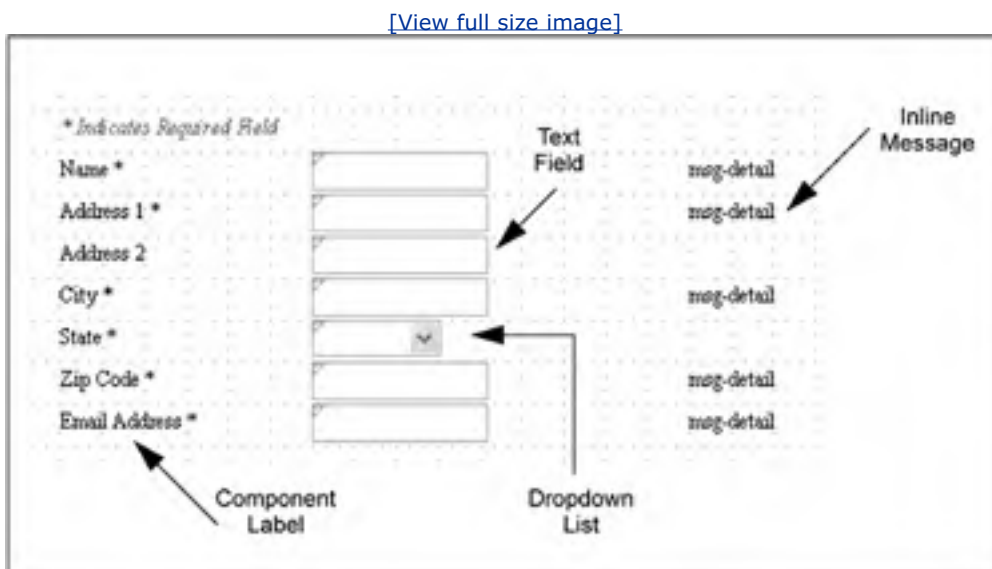 [View full size image]
* Indicates Required Field
Text
Field
Inline
Message
Name *
msg-detail
Address 1 *
msg-detail
Address 2
City *
msg-detail
State *
Zip Code *
msg-detail
Email Address *
msg-detail
Component
Label
Dropdown
List